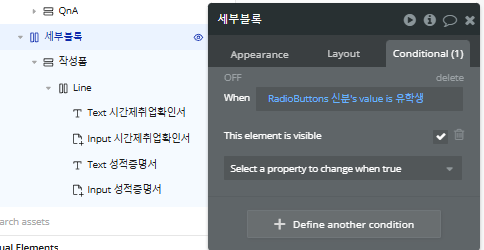 QnA
세부블록
작성폼
Line
Text 시간제취업확인서
Input 시간제취업확인서
Text 성적증명서
Input 성적증명서
arch assets
ual Elements
세부블록
Appearance
Layout
Conditional (1)
OFF
delete
When
RadioButtons 신분's value is 유학생
This element is visible
Select a property to change when true
Define another condition